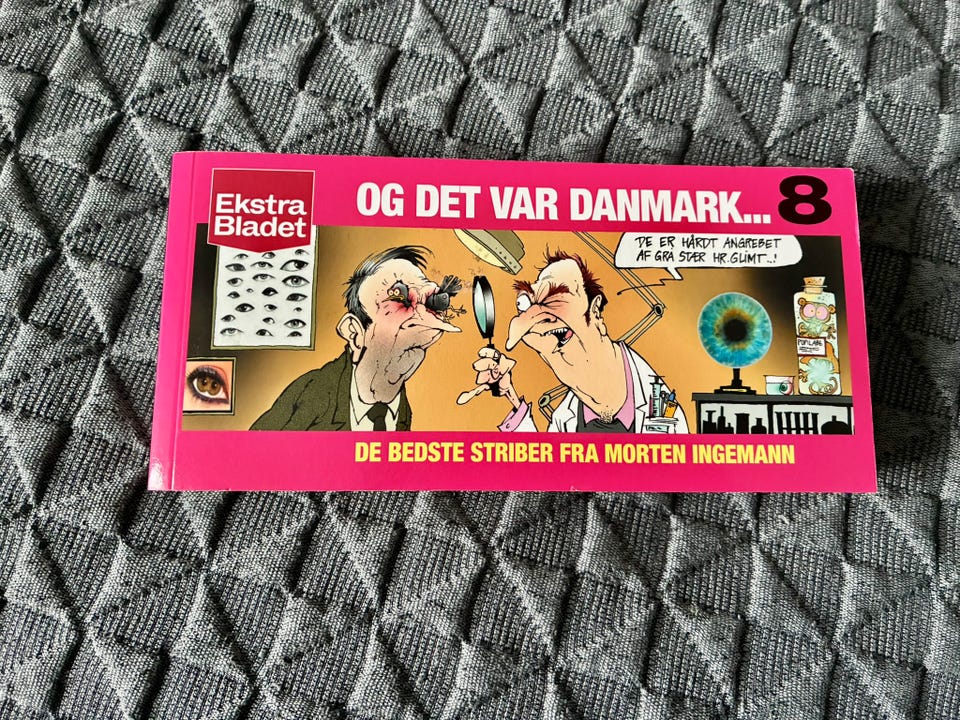 Ekstra
Bladet
OG DET VAR DANMARK... 8
DE ER HÅRDT ANGREBET
AF GRÅ STÆR HR. GLIMT..!
DE BEDSTE STRIBER FRA MORTEN INGEMANN